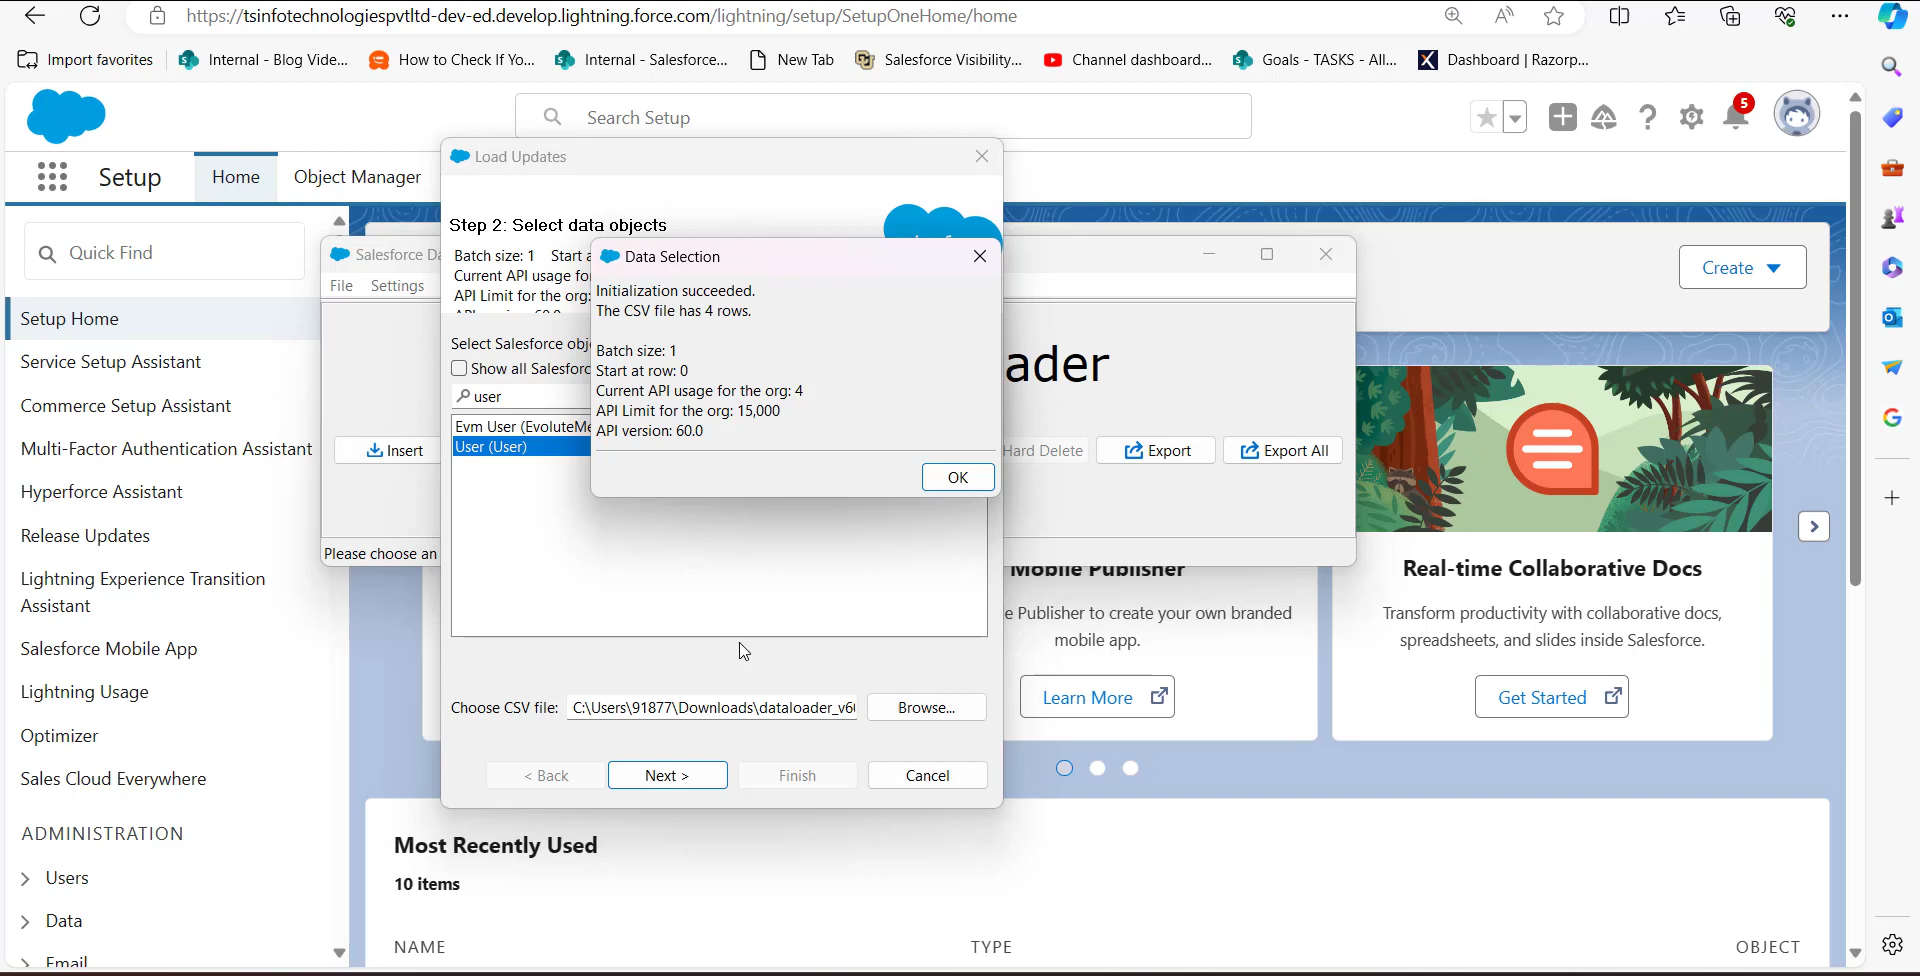 https://tsinfotechnologiespvtltd-dev-ed.develop.lightning.force.com/lightning/setup/SetupOneHome/home
Import favorites
Internal - Blog Vide...
How to Check If Yo...
Internal - Salesforce...
New Tab
Salesforce Visibility...
Channel dashboard...
Goals - TASKS - All...
Dashboard | Razorp...
Search Setup
5
Setup
Home
Object Manager
Quick Find
Setup Home
Service Setup Assistant
Commerce Setup Assistant
Multi-Factor Authentication Assistant
Hyperforce Assistant
Release Updates
Lightning Experience Transition
Assistant
Salesforce Mobile App
Lightning Usage
Optimizer
Sales Cloud Everywhere
ADMINISTRATION
Users
Data
Email
Salesforce Da
File
Settings
Insert
Please choose an
ader
Hard Delete
Export
Export All
Load Updates
Step 2: Select data objects
Batch size: 1 Start a
Current API usage fo
API Limit for the org:
Select Salesforce obj
Show all Salesforc
user
Evm User (EvoluteMe
User (User)
Choose CSV file:
C:\Users\91877\Downloads\dataloader_v6
Browse...
< Back
Next >
Finish
Cancel
Data Selection
Initialization succeeded.
The CSV file has 4 rows.
Batch size: 1
Start at row: 0
Current API usage for the org: 4
API Limit for the org: 15,000
API version: 60.0
OK
Create
Mobile Publisher
e Publisher to create your own branded
mobile app.
Learn More
Real-time Collaborative Docs
Transform productivity with collaborative docs,
spreadsheets, and slides inside Salesforce.
Get Started
Most Recently Used
10 items
NAME
TYPE
OBJECT